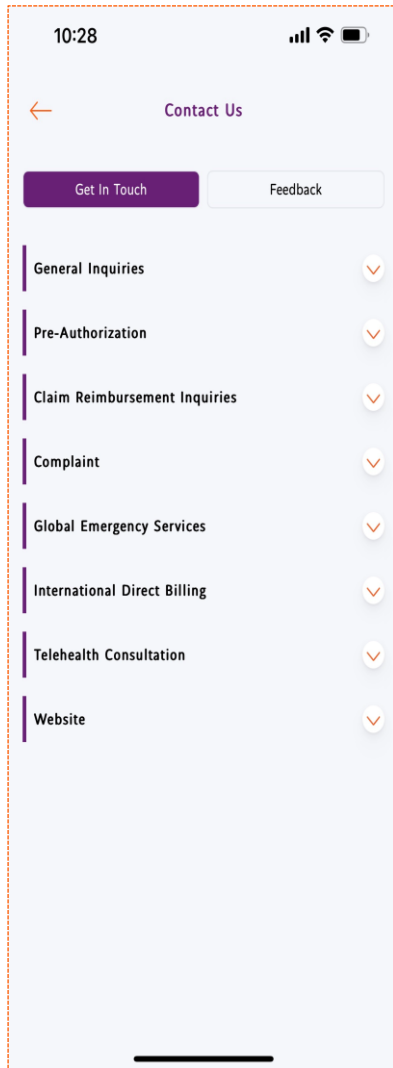 10:28
Contact Us
Get In Touch
Feedback
General Inquiries
Pre-Authorization
Claim Reimbursement Inquiries
Complaint
Global Emergency Services
International Direct Billing
Telehealth Consultation
Website